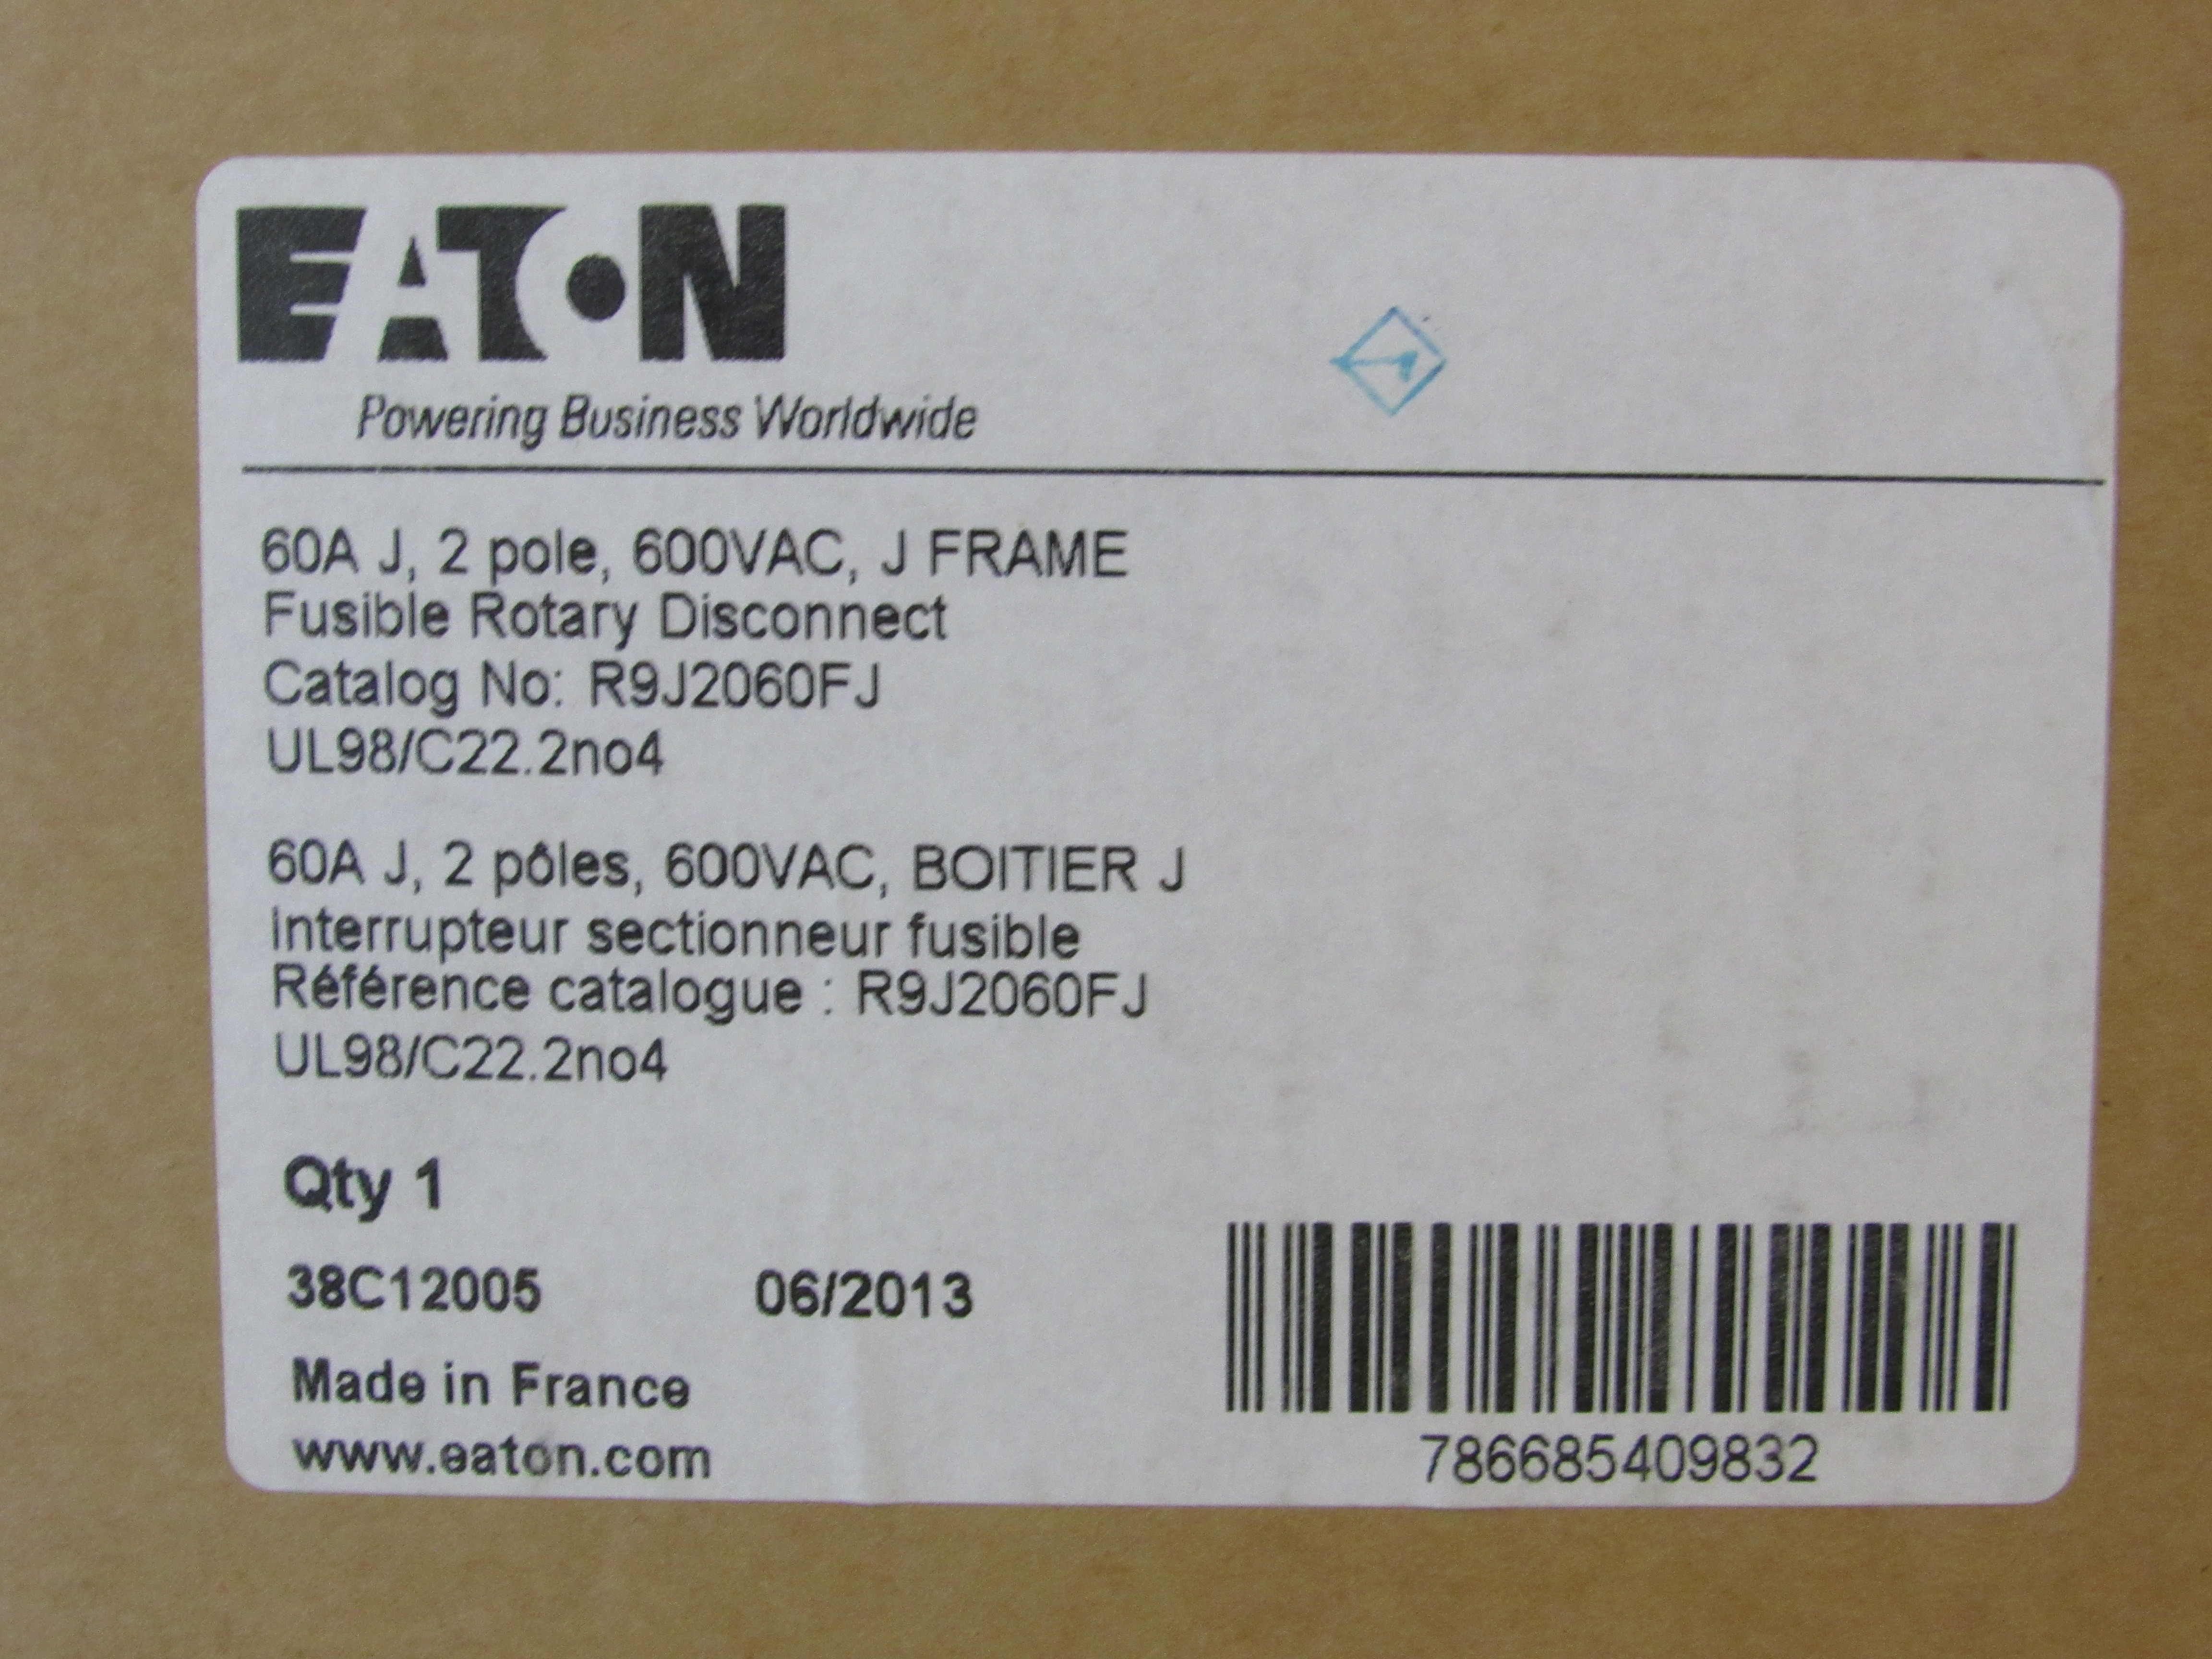 EATON
Powering Business Worldwide
60A J, 2 pole, 600VAC, J FRAME
Fusible Rotary Disconnect
Catalog No: R9J2060FJ
UL98/C22.2no4
60A J, 2 pôles, 600VAC, BOITIER J
Interrupteur sectionneur fusible
Référence catalogue : R9J2060FJ
UL98/C22.2no4
Qty 1
38C12005 06/2013
Made in France
www.eaton.com
786685409832